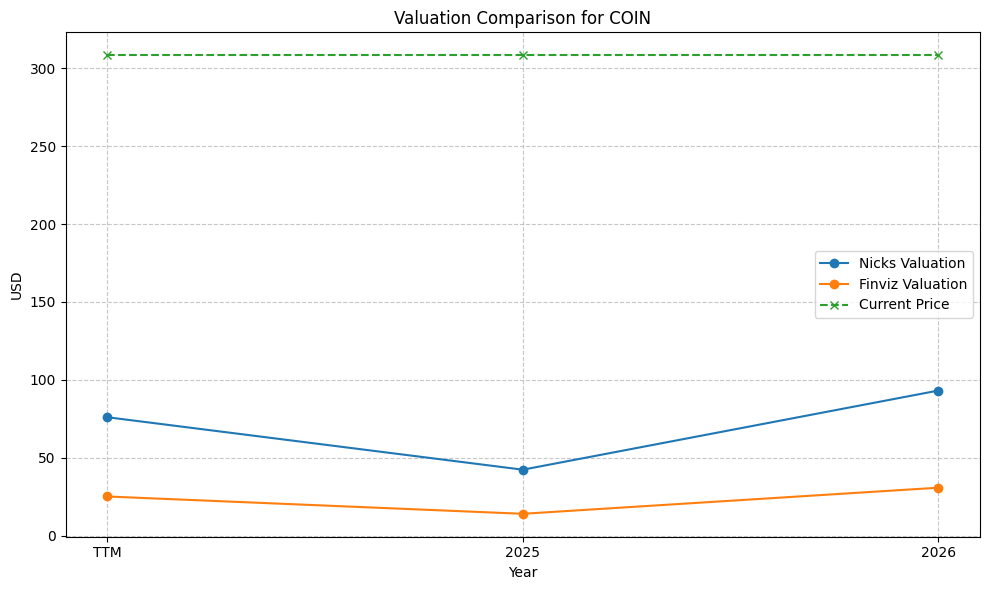 Valuation Comparison for COIN
300
250
200
150
100
50
0
USD
Nicks Valuation
Finviz Valuation
Current Price
TTM
2025
2026
Year